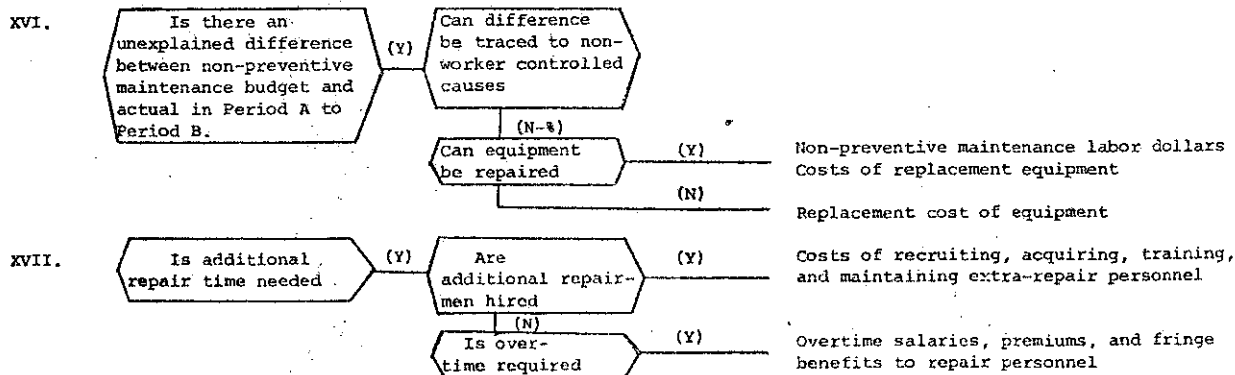 XVI.
Is there an
unexplained difference
between non-preventive
maintenance budget and
actual in Period A to
Period B.
(Y)
Can difference
be traced to non-
worker controlled
causes
(N-%)
Can equipment
be repaired
(Y)
Non-preventive maintenance labor dollars
Costs of replacement equipment
(N)
Replacement cost of equipment
XVII.
Is additional
repair time needed
(Y)
Are
additional repair-
men hired
(Y)
Costs of recruiting, acquiring, training,
and maintaining extra-repair personnel
(N)
Is over-
time required
(Y)
Overtime salaries, premiums, and fringe
benefits to repair personnel